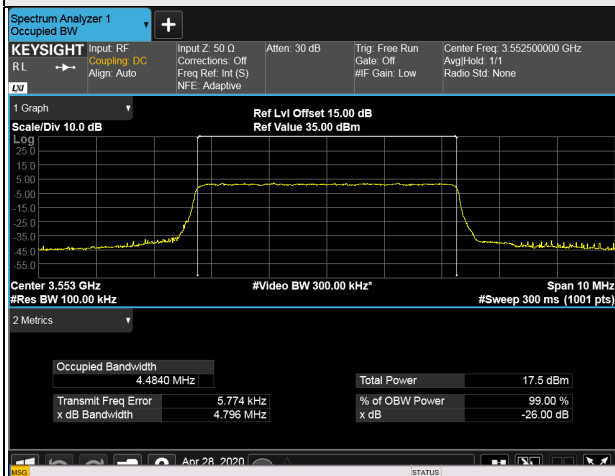 Spectrum Analyzer 1
Occupied BW
KEYSIGHT
R L
LXI
Input: RF
Coupling: DC
Align: Auto
Input Z: 50 Ω
Corrections: Off
Freq Ref: Int (S)
NFE: Adaptive
Atten: 30 dB
Trig: Free Run
Gate: Off
#IF Gain: Low
Center Freq: 3.552500000 GHz
Avg|Hold: 1/1
Radio Std: None
1 Graph
Scale/Div 10.0 dB
Ref Lvl Offset 15.00 dB
Ref Value 35.00 dBm
Log
25.0
15.0
5.00
-5.00
-15.0
-25.0
-35.0
-45.0
-55.0
Center 3.553 GHz
#Res BW 100.00 kHz
#Video BW 300.00 kHz*
Span 10 MHz
#Sweep 300 ms (1001 pts)
2 Metrics
Occupied Bandwidth
4.4840 MHz
Total Power 17.5 dBm
Transmit Freq Error 5.774 kHz
% of OBW Power 99.00 %
x dB Bandwidth 4.796 MHz
x dB -26.00 dB
Apr 28, 2020
MSG
STATUS